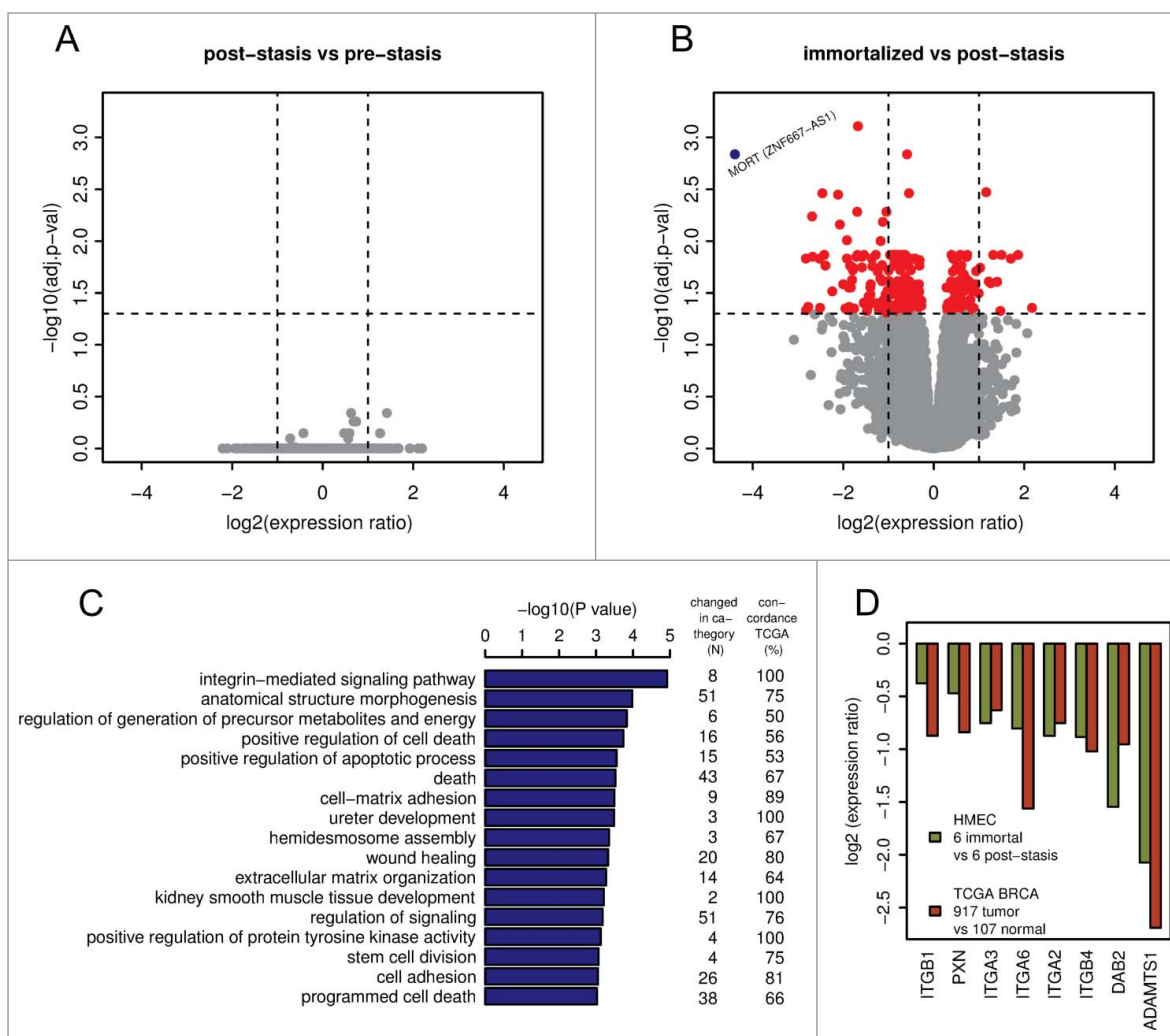 A
post-stasis vs pre-stasis
-log10(adj.p-val)
3.0
2.5
2.0
1.5
1.0
0.5
0.0
-4 -2 0 2 4
log2(expression ratio)
B
immortalized vs post-stasis
-log10(adj.p-val)
3.0
2.5
2.0
1.5
1.0
0.5
0.0
MORT (ZNF667-AS1)
-4 -2 0 2 4
log2(expression ratio)
C
-log10(P value)
0 1 2 3 4 5
changed
in ca-
thegory
(N)
con-
cordance
TCGA
(%)
integrin-mediated signaling pathway 8 100
anatomical structure morphogenesis 51 75
regulation of generation of precursor metabolites and energy 6 50
positive regulation of cell death 16 56
positive regulation of apoptotic process 15 53
death 43 67
cell-matrix adhesion 9 89
ureter development 3 100
hemidesmosome assembly 3 67
wound healing 20 80
extracellular matrix organization 14 64
kidney smooth muscle tissue development 2 100
regulation of signaling 51 76
positive regulation of protein tyrosine kinase activity 4 100
stem cell division 4 75
cell adhesion 26 81
programmed cell death 38 66
D
log2 (expression ratio)
0.0
-0.5
-1.0
-1.5
-2.0
-2.5
HMEC
6 immortal
vs 6 post-stasis
TCGA BRCA
917 tumor
vs 107 normal
ITGB1
PXN
ITGA3
ITGA6
ITGA2
ITGB4
DAB2
ADAMTS1